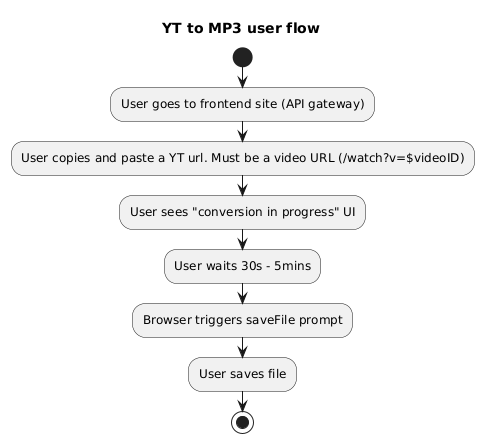 YT to MP3 user flow
User goes to frontend site (API gateway)
User copies and paste a YT url. Must be a video URL (/watch?v=$videoID)
User sees "conversion in progress" UI
User waits 30s - 5mins
Browser triggers saveFile prompt
User saves file